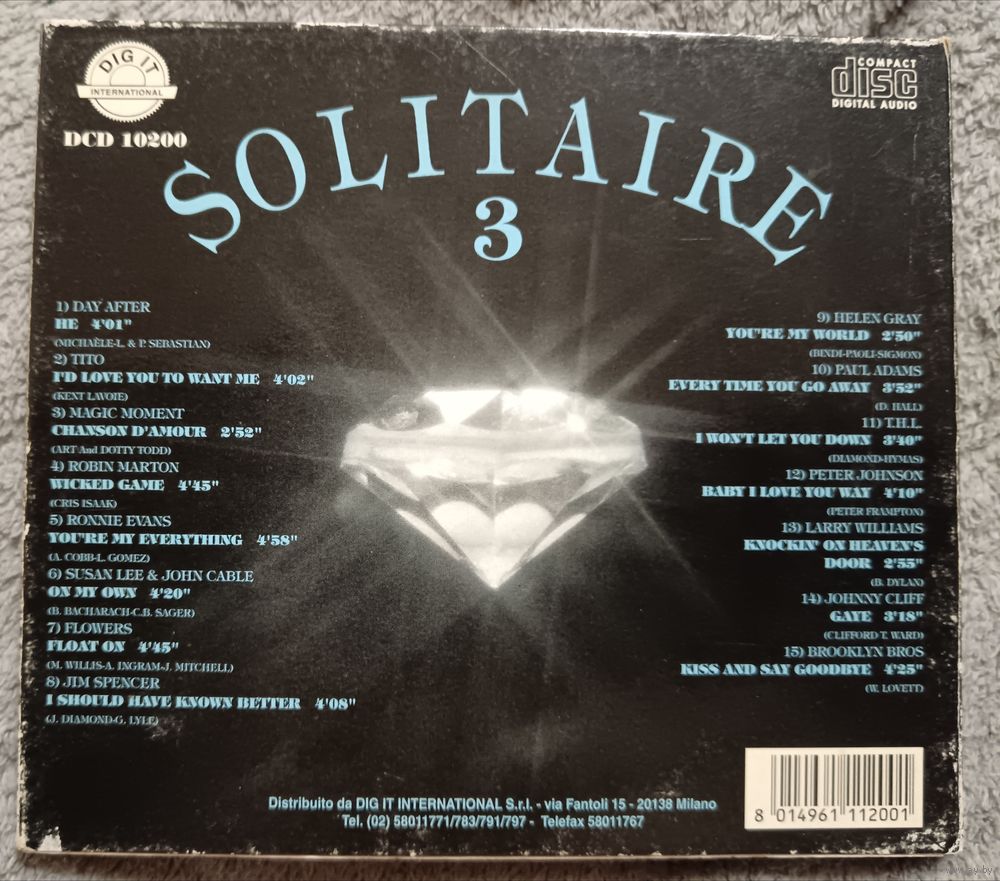 DIG IT
INTERNATIONAL
DCD 10200
COMPACT
disc
DIGITAL AUDIO
SOLITAIRE
3
1) DAY AFTER
HE 4'01"
(MICHAÈLE-L. & P. SEBASTIAN)
2) TITO
I'D LOVE YOU TO WANT ME 4'02"
(KENT LAVOIE)
3) MAGIC MOMENT
CHANSON D'AMOUR 2'52"
(ART And DOTTY TODD)
4) ROBIN MARTON
WICKED GAME 4'45"
(CRIS ISAAK)
5) RONNIE EVANS
YOU'RE MY EVERYTHING 4'58"
(A. COBB-L. GOMEZ)
6) SUSAN LEE & JOHN CABLE
ON MY OWN 4'20"
(B. BACHARACH-C.B. SAGER)
7) FLOWERS
FLOAT ON 4'45"
(M. WILLIS-A. INGRAM-J. MITCHELL)
8) JIM SPENCER
I SHOULD HAVE KNOWN BETTER 4'08"
(J. DIAMOND-G. LYLE)
9) HELEN GRAY
YOU'RE MY WORLD 2'50"
(BINDI-PAOLI-SIGMON)
10) PAUL ADAMS
EVERY TIME YOU GO AWAY 3'52"
(D. HALL)
11) T.H.L.
I WON'T LET YOU DOWN 3'40"
(DIAMOND-HYMAS)
12) PETER JOHNSON
BABY I LOVE YOU WAY 4'10"
(PETER FRAMPTON)
13) LARRY WILLIAMS
KNOCKIN' ON HEAVEN'S
DOOR 2'55"
(B. DYLAN)
14) JOHNNY CLIFF
GAYE 3'18"
(CLIFFORD T. WARD)
15) BROOKLYN BROS
KISS AND SAY GOODBYE 4'25"
(W. LOVETT)
Distribuito da DIG IT INTERNATIONAL S.r.l. - via Fantoli 15 - 20138 Milano
Tel. (02) 58011771/783/791/797 - Telefax 58011767
8 014961 112001
www.ay.by